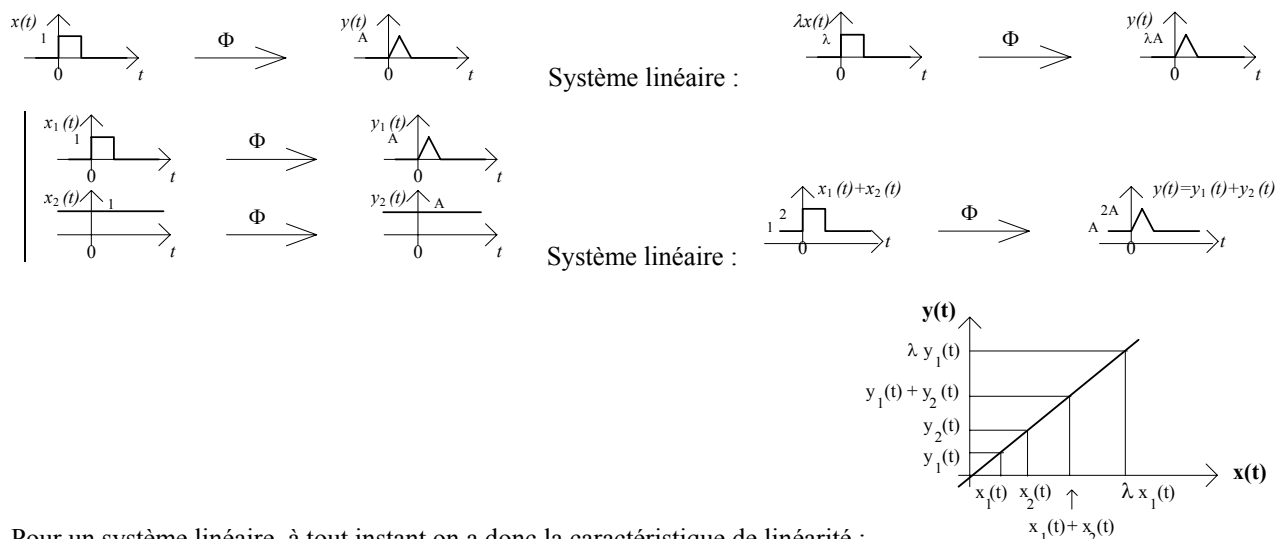 x(t)
1
0
t
Φ
y(t)
A
0
t
Système linéaire :
λx(t)
λ
0
t
Φ
y(t)
λA
0
t
x₁(t)
1
0
t
Φ
y₁(t)
A
0
t
x₂(t)
1
0
t
Φ
y₂(t)
A
0
t
Système linéaire :
x₁(t)+x₂(t)
2
1
0
t
Φ
y(t)=y₁(t)+y₂(t)
2A
A
0
t
y(t)
λ y₁(t)
y₁(t) + y₂(t)
y₂(t)
y₁(t)
x₁(t) x₂(t) λ x₁(t)
x(t)
x₁(t) + x₂(t)
Pour un système linéaire, à tout instant on a donc la caractéristique de linéarité :